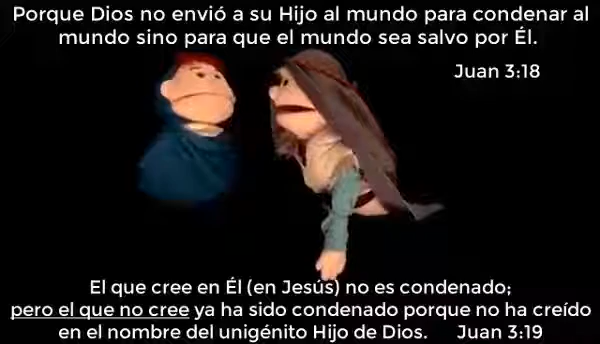 Porque Dios no envió a su Hijo al mundo para condenar al
mundo sino para que el mundo sea salvo por Él.
Juan 3:18
El que cree en Él (en Jesús) no es condenado;
pero el que no cree ya ha sido condenado porque no ha creído
en el nombre del unigénito Hijo de Dios. Juan 3:19